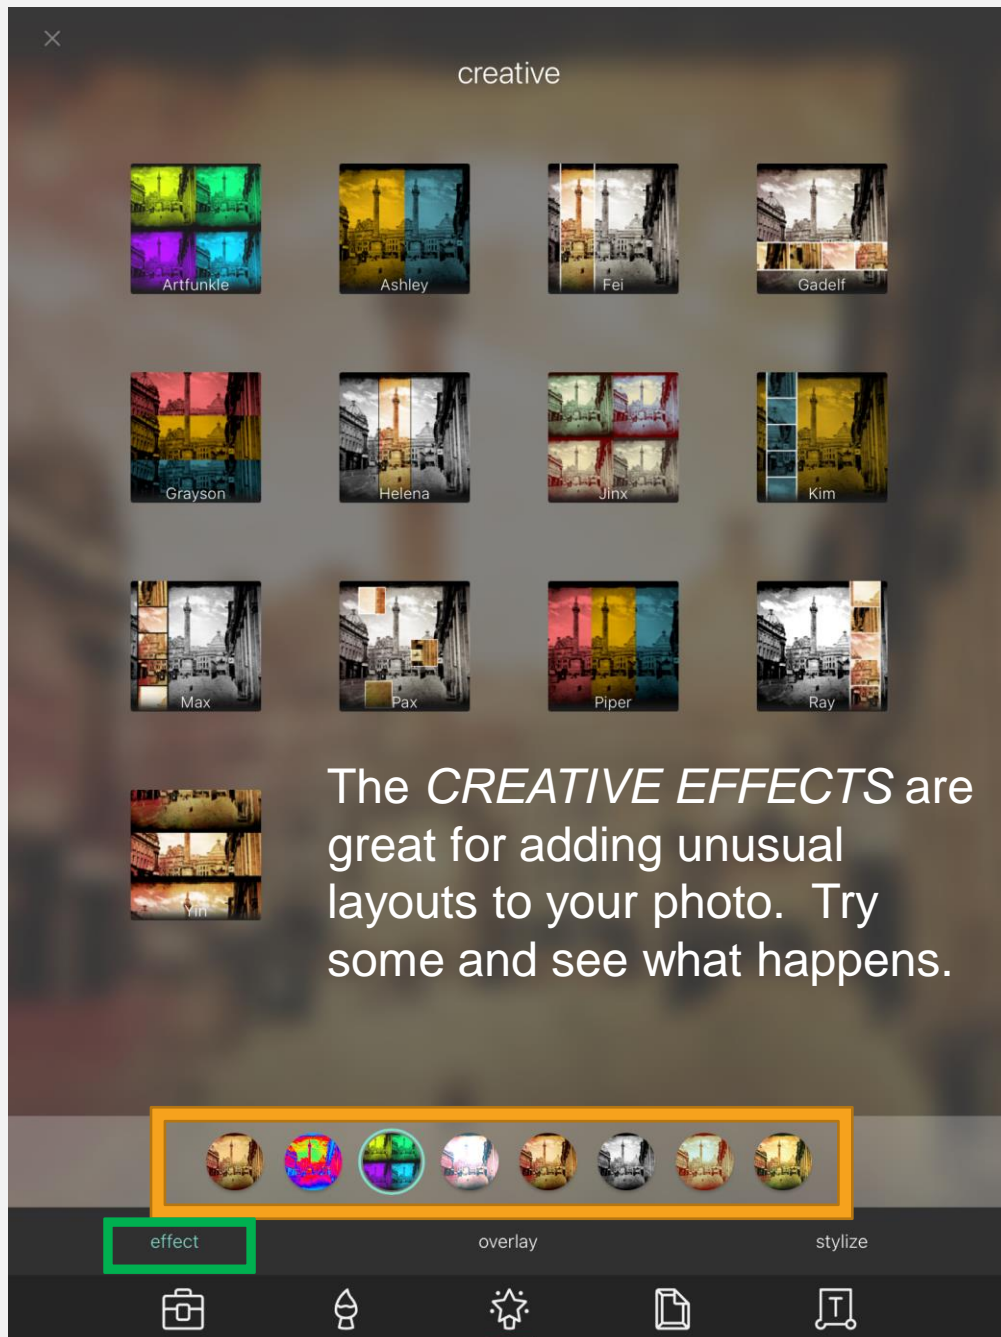 creative
Artfunkle
Ashley
Fei
Gadelf
Grayson
Helena
Jinx
Kim
Max
Pax
Piper
Ray
Yin
The CREATIVE EFFECTS are
great for adding unusual
layouts to your photo. Try
some and see what happens.
effect
overlay
stylize
T